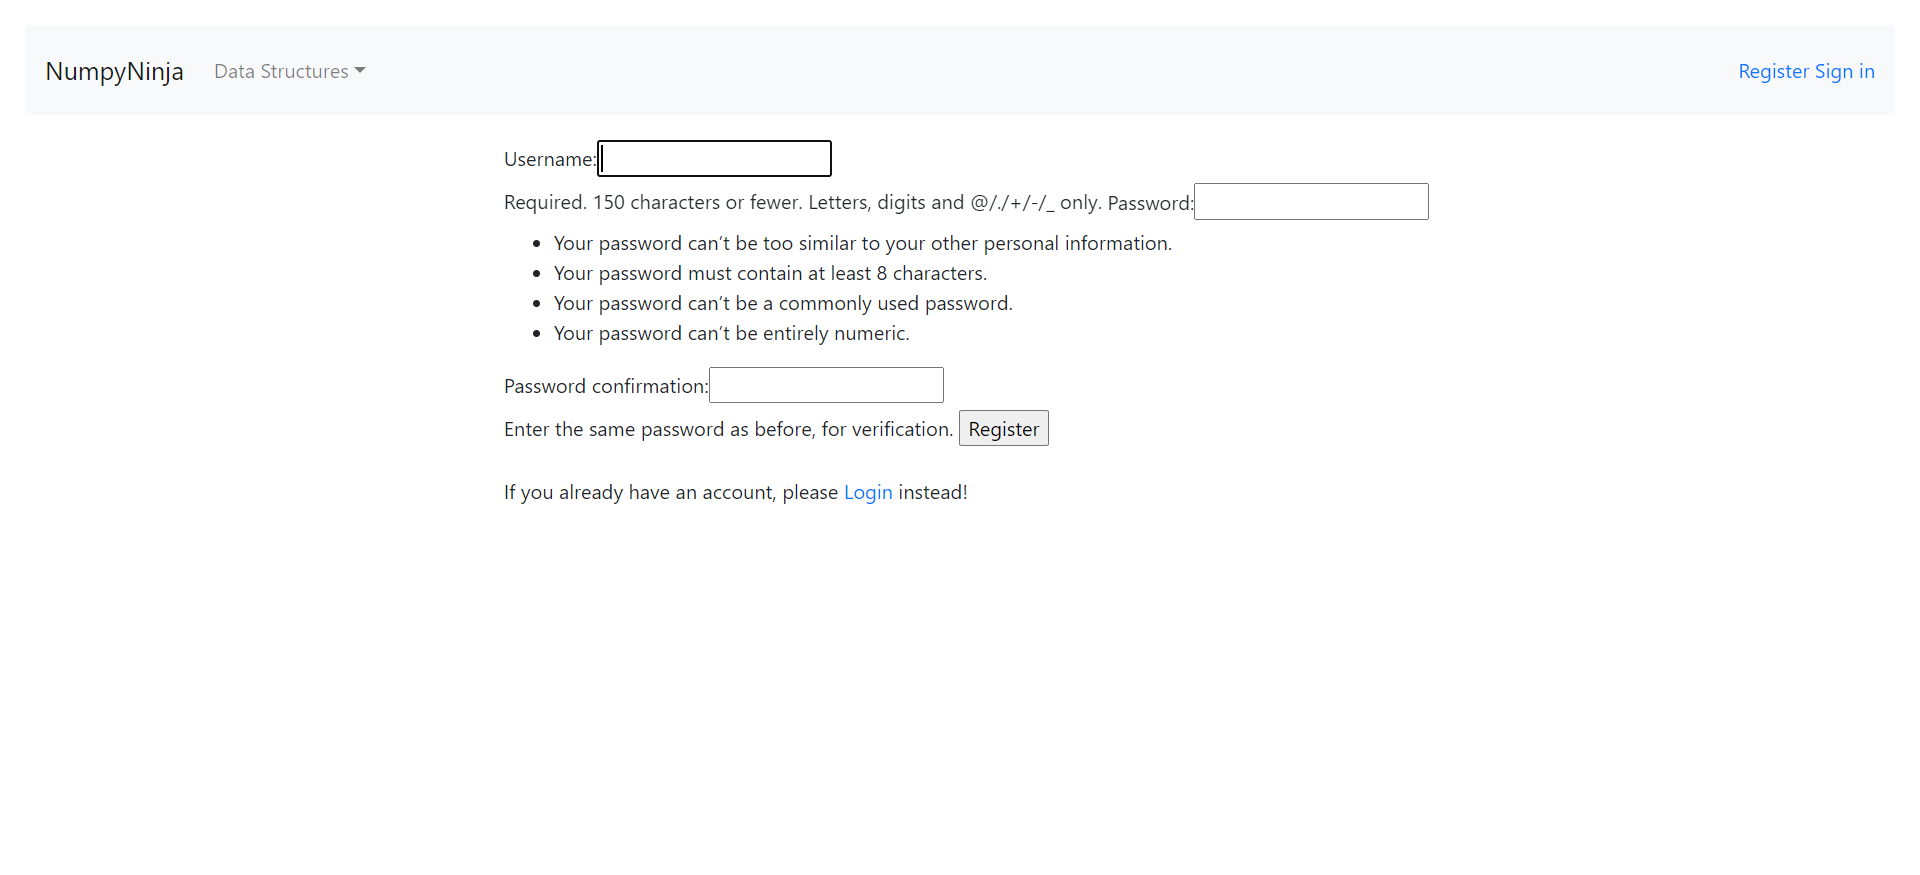 NumpyNinja Data Structures Register Sign in
Username:
Required. 150 characters or fewer. Letters, digits and @/./+/-/_ only. Password:
• Your password can’t be too similar to your other personal information.
• Your password must contain at least 8 characters.
• Your password can’t be a commonly used password.
• Your password can’t be entirely numeric.
Password confirmation:
Enter the same password as before, for verification. Register
If you already have an account, please Login instead!